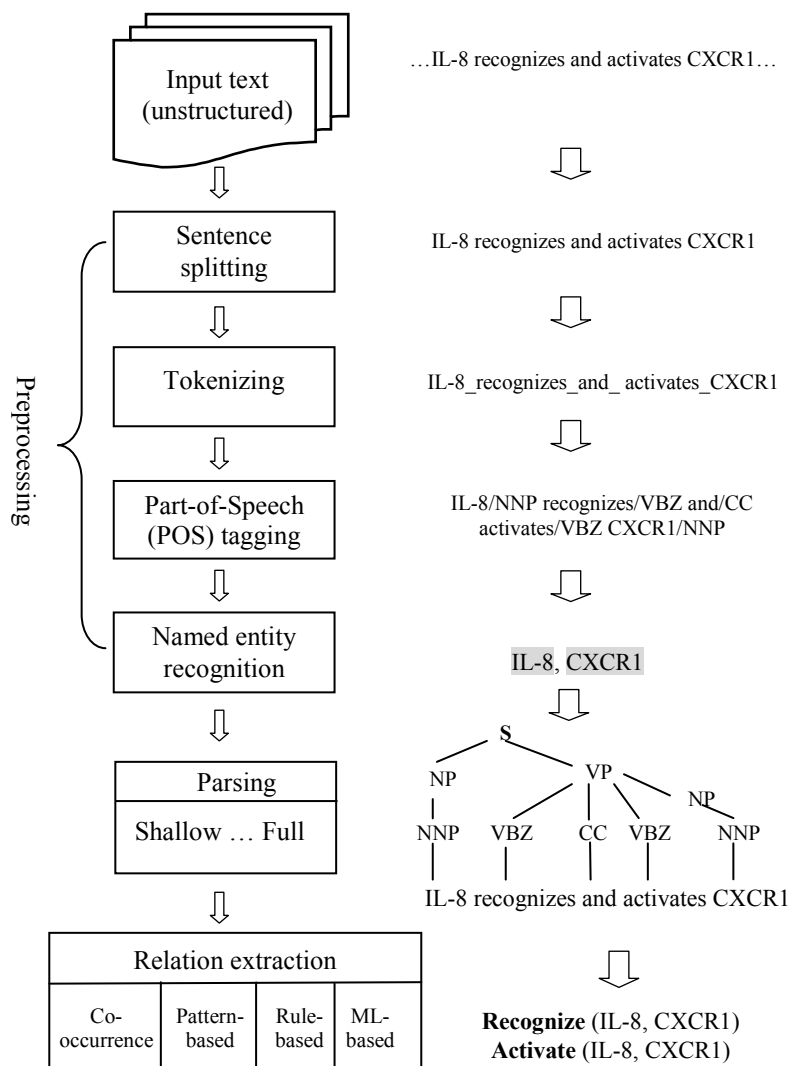 Input text
(unstructured)
…IL-8 recognizes and activates CXCR1…
Preprocessing
Sentence
splitting
IL-8 recognizes and activates CXCR1
Tokenizing
IL-8_recognizes_and_ activates_CXCR1
Part-of-Speech
(POS) tagging
IL-8/NNP recognizes/VBZ and/CC
activates/VBZ CXCR1/NNP
Named entity
recognition
IL-8, CXCR1
Parsing
Shallow … Full
S
NP VP NP
NNP VBZ CC VBZ NNP
IL-8 recognizes and activates CXCR1
Relation extraction
Co-
occurrence
Pattern-
based
Rule-
based
ML-
based
Recognize (IL-8, CXCR1)
Activate (IL-8, CXCR1)